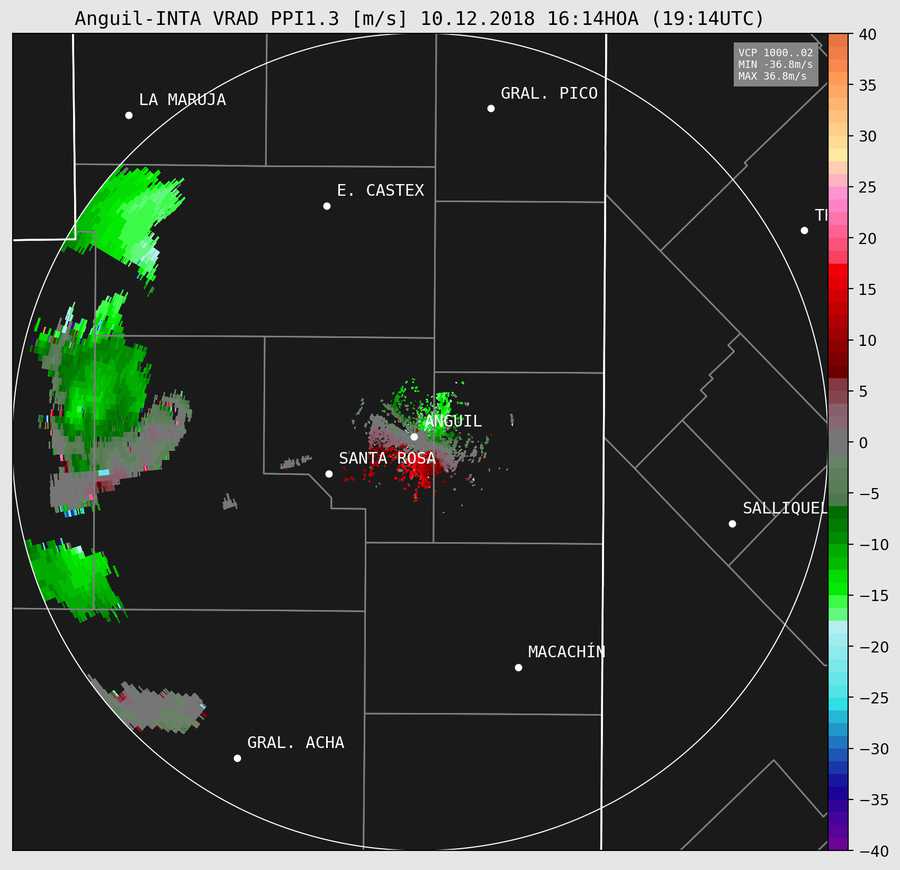 Anguil-INTA VRAD PPI1.3 [m/s] 10.12.2018 16:14HOA (19:14UTC)
VCP 1000..02
MIN -36.8m/s
MAX 36.8m/s
LA MARUJA
GRAL. PICO
E. CASTEX
ANGUIL
SANTA ROSA
SALLIQUEL
MACACHÍN
GRAL. ACHA
40
35
30
25
20
15
10
5
0
−5
−10
−15
−20
−25
−30
−35
−40